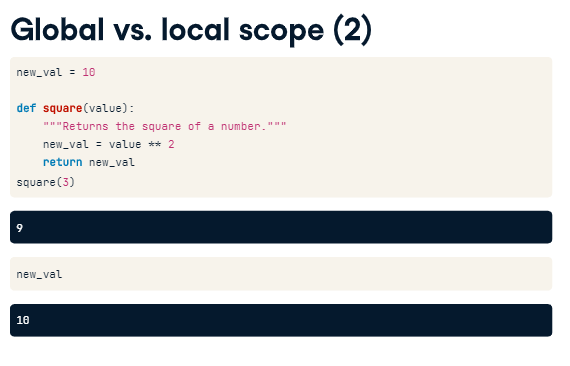 Global vs. local scope (2)
new_val = 10
def square(value):
    """Returns the square of a number."""
    new_val = value ** 2
    return new_val
square(3)
9
new_val
10